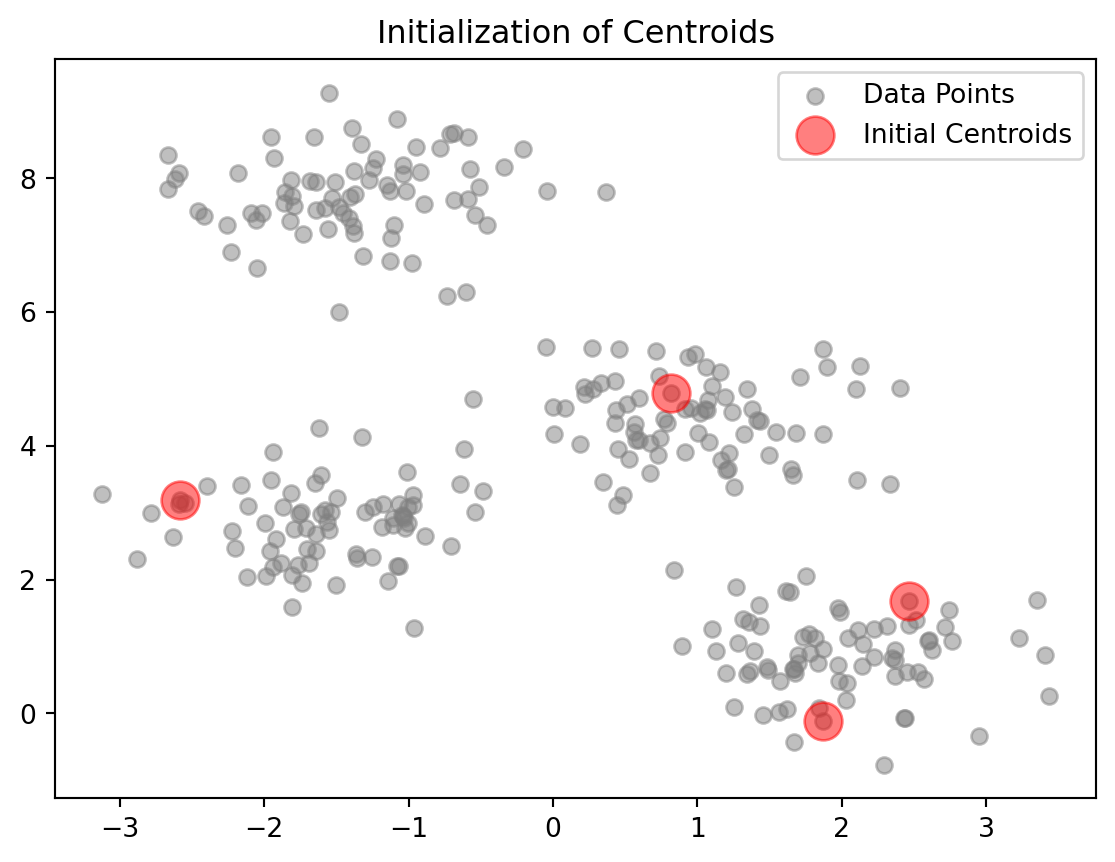 Initialization of Centroids
Data Points
Initial Centroids
8
6
4
2
0
−3 −2 −1 0 1 2 3